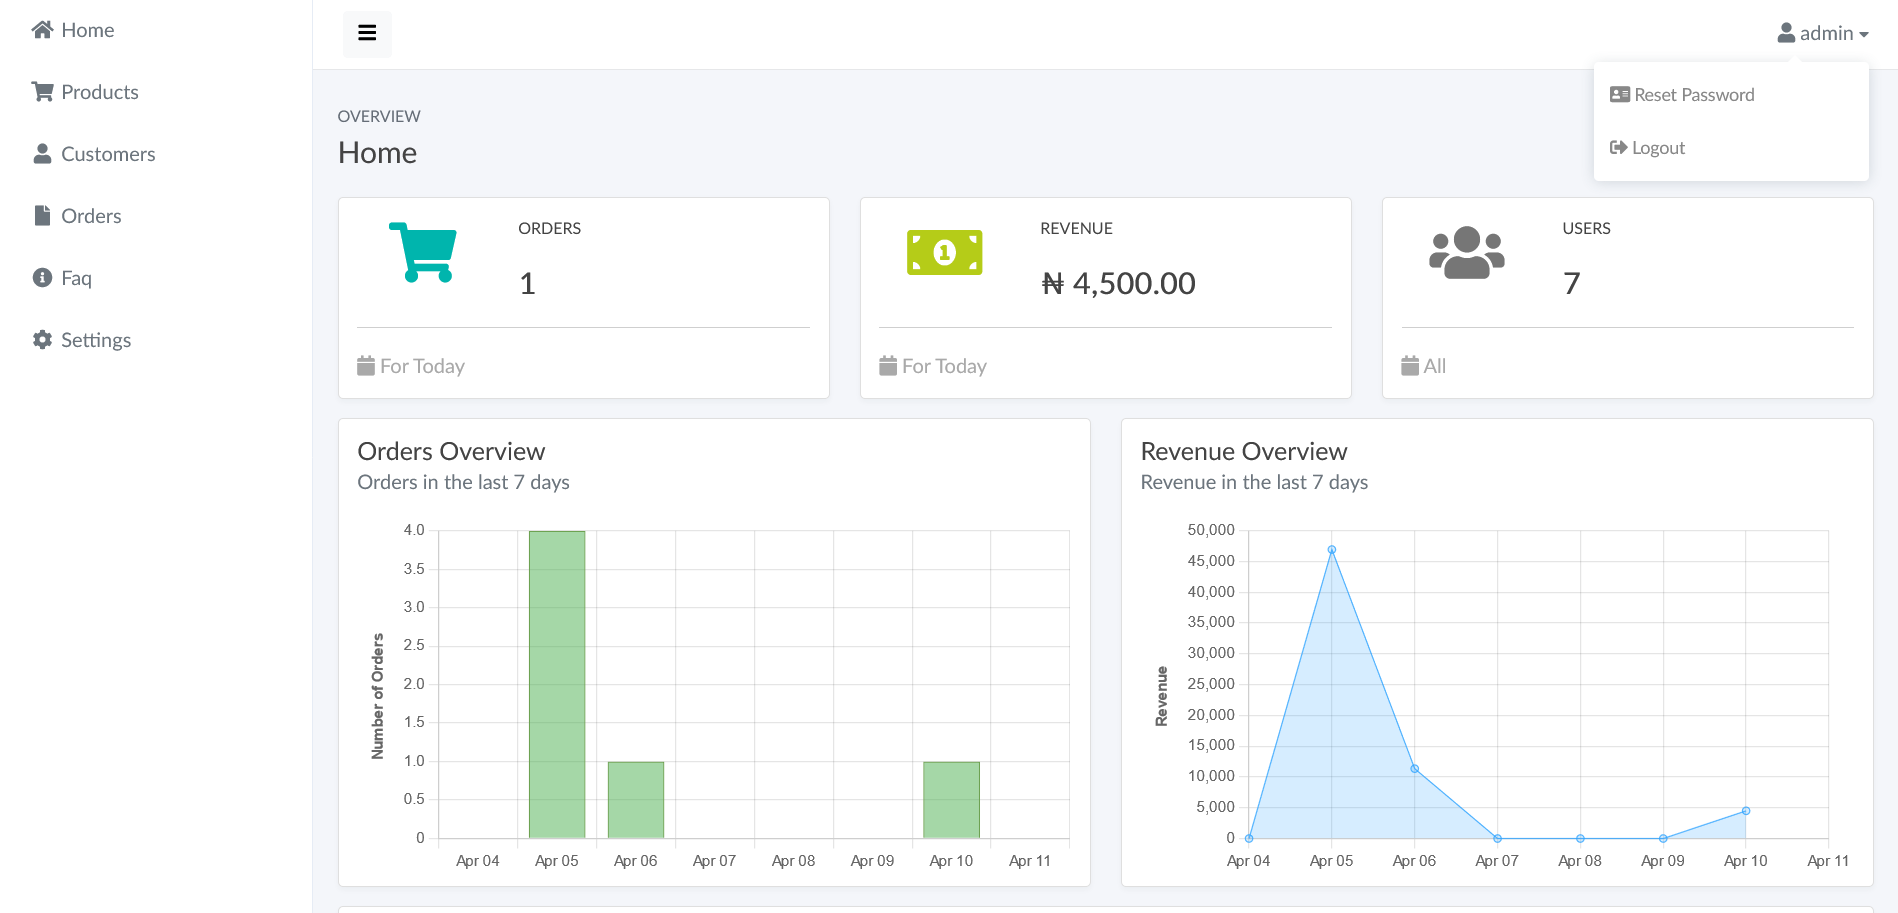 Home
Products
Customers
Orders
Faq
Settings
admin
Reset Password
Logout
OVERVIEW
Home
ORDERS
1
For Today
REVENUE
₦ 4,500.00
For Today
USERS
7
All
Orders Overview
Orders in the last 7 days
Number of Orders
4.0
3.5
3.0
2.5
2.0
1.5
1.0
0.5
0
Apr 04 Apr 05 Apr 06 Apr 07 Apr 08 Apr 09 Apr 10 Apr 11
Revenue Overview
Revenue in the last 7 days
Revenue
50,000
45,000
40,000
35,000
30,000
25,000
20,000
15,000
10,000
5,000
0
Apr 04 Apr 05 Apr 06 Apr 07 Apr 08 Apr 09 Apr 10 Apr 11